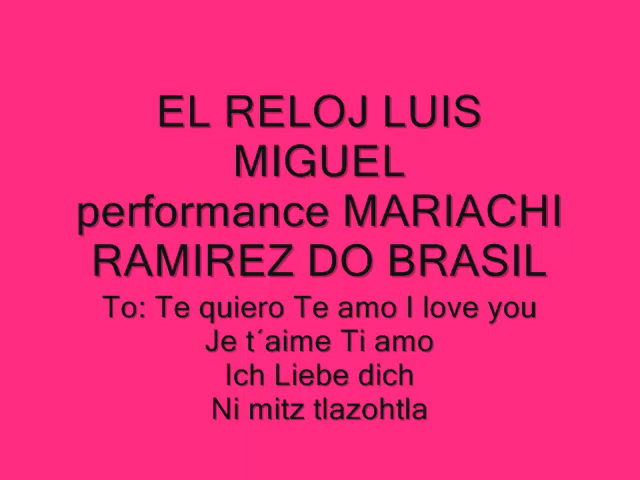 EL RELOJ LUIS
MIGUEL
performance MARIACHI
RAMIREZ DO BRASIL
To: Te quiero Te amo I love you
Je t´aime Ti amo
Ich Liebe dich
Ni mitz tlazohtla